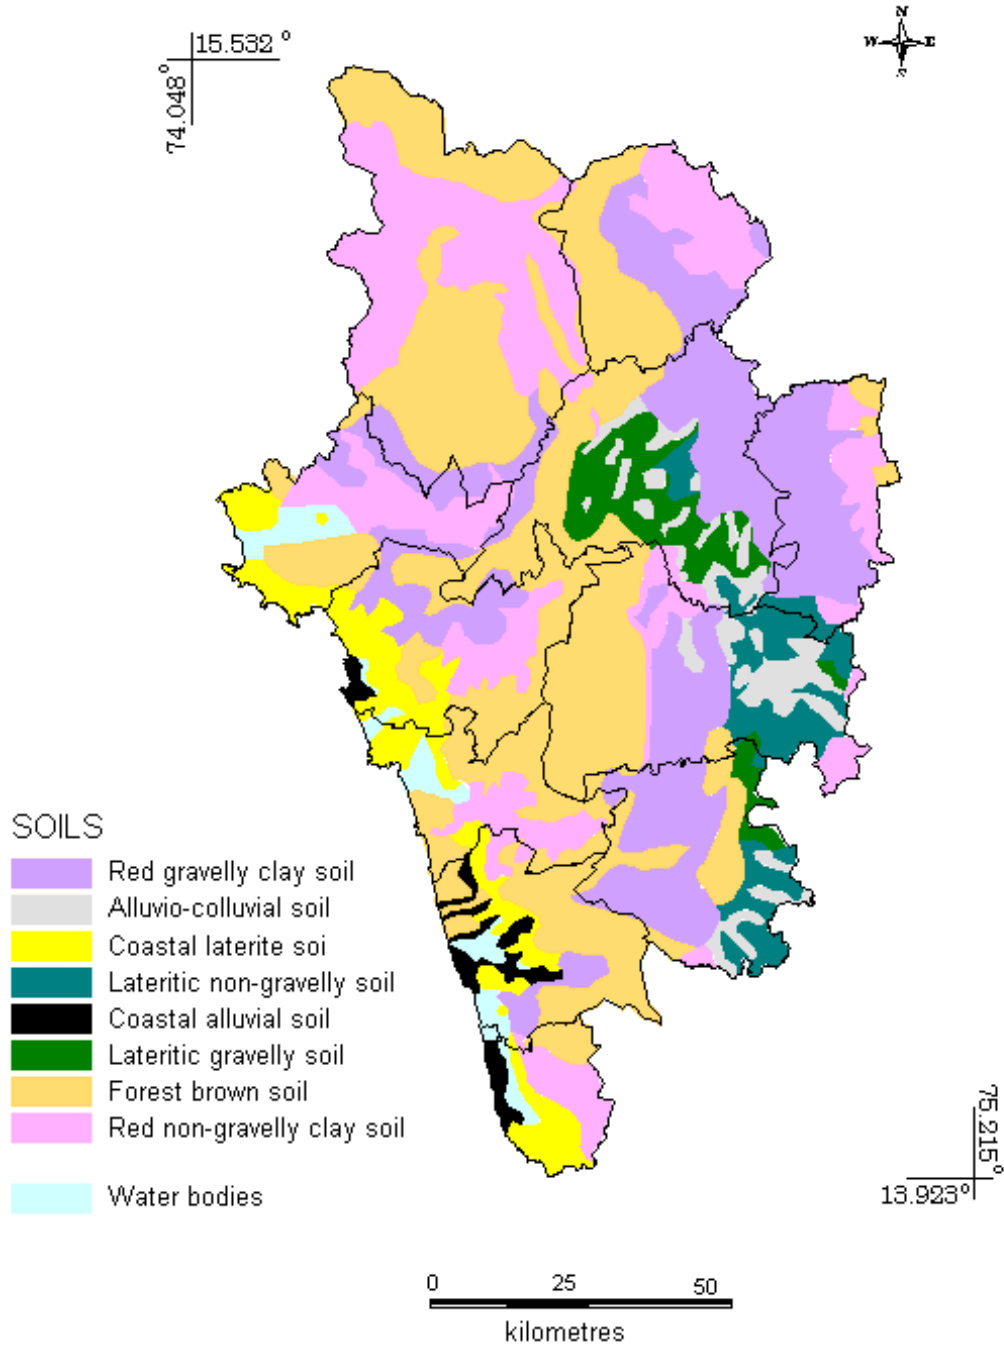 N
15.532 °
W E
74.048°
SOILS
Red gravelly clay soil
Alluvio-colluvial soil
Coastal laterite soi
Lateritic non-gravelly soil
Coastal alluvial soil
Lateritic gravelly soil
Forest brown soil
Red non-gravelly clay soil
75.215°
13.923°
Water bodies
0 25 50
kilometres